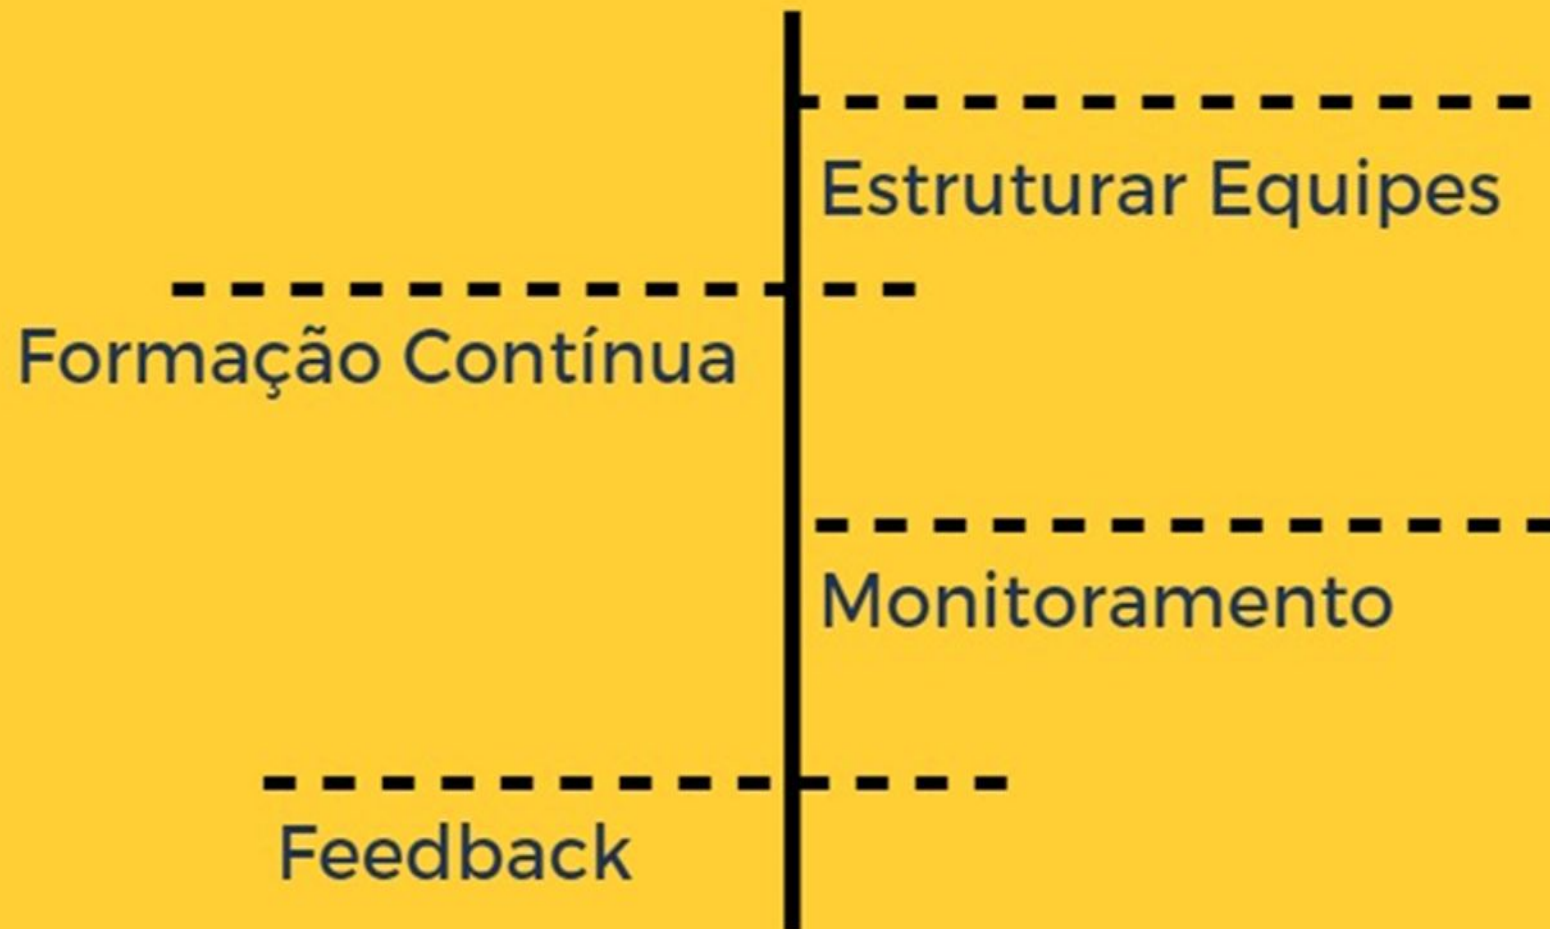 Estruturar Equipes
Formação Contínua
Monitoramento
Feedback